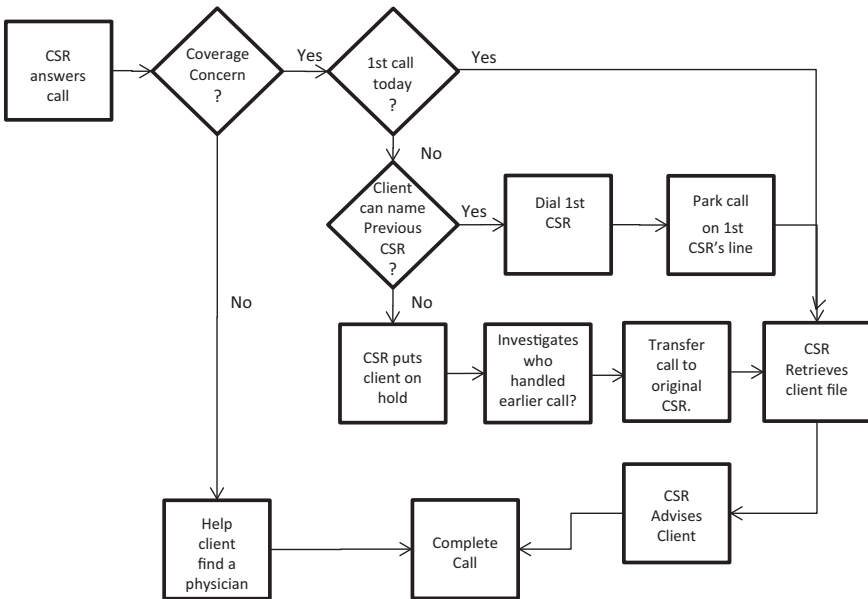 CSR
answers
call
Coverage
Concern
?
Yes
1st call
today
?
Yes
No
Client
can name
Previous
CSR
?
Yes
Dial 1st
CSR
Park call
on 1st
CSR's line
No
No
CSR puts
client on
hold
Investigates
who
handled
earlier call?
Transfer
call to
original
CSR.
CSR
Retrieves
client file
Help
client
find a
physician
Complete
Call
CSR
Advises
Client